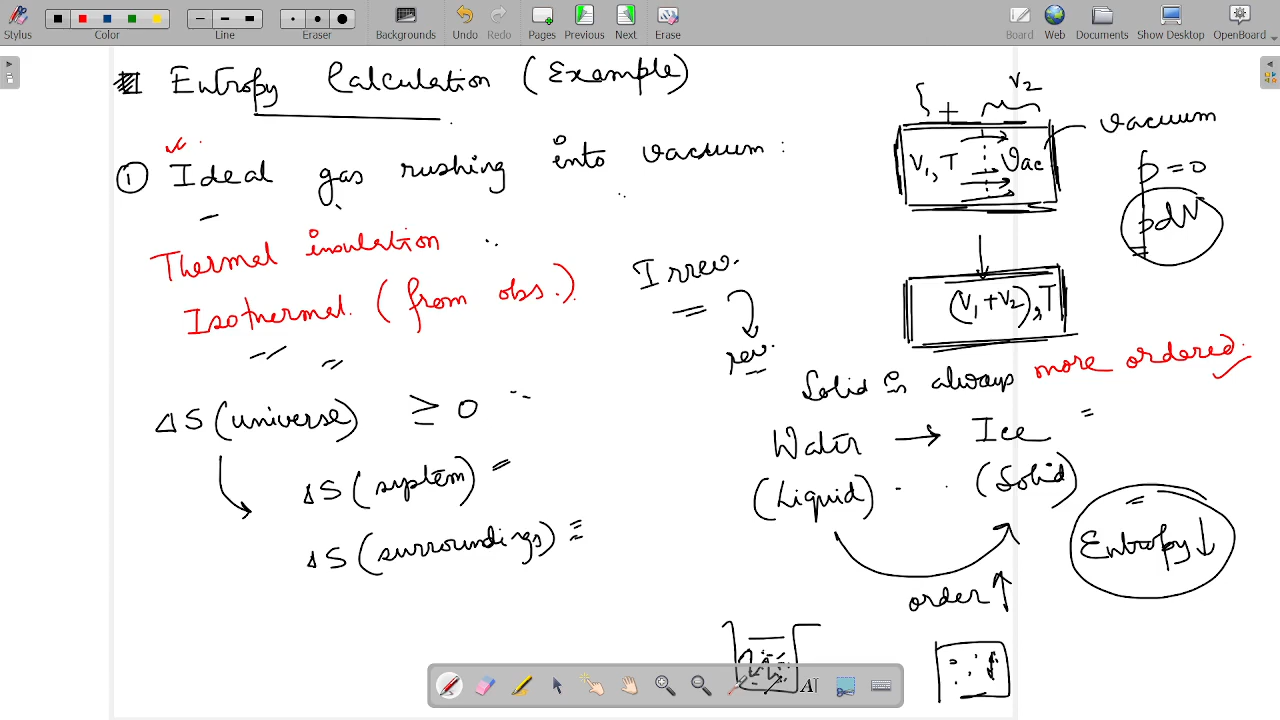 Stylus
Color
Line
Eraser
Backgrounds
Undo
Redo
Pages
Previous
Next
Erase
Board
Web
Documents
Show Desktop
OpenBoard
Entropy Calculation (Example)
① Ideal gas rushing into vacuum :
Thermal insulation
Isothermal. (from obs.)
Irrev.
rev.
ΔS (universe) ≥ 0
ΔS (system)
ΔS (surroundings)
V2
V1, T Vac
vacuum
p = 0
pdV
(V1+V2), T
Solid is always more ordered.
Water → Ice
(Liquid) (Solid)
Entropy ↓
order ↑